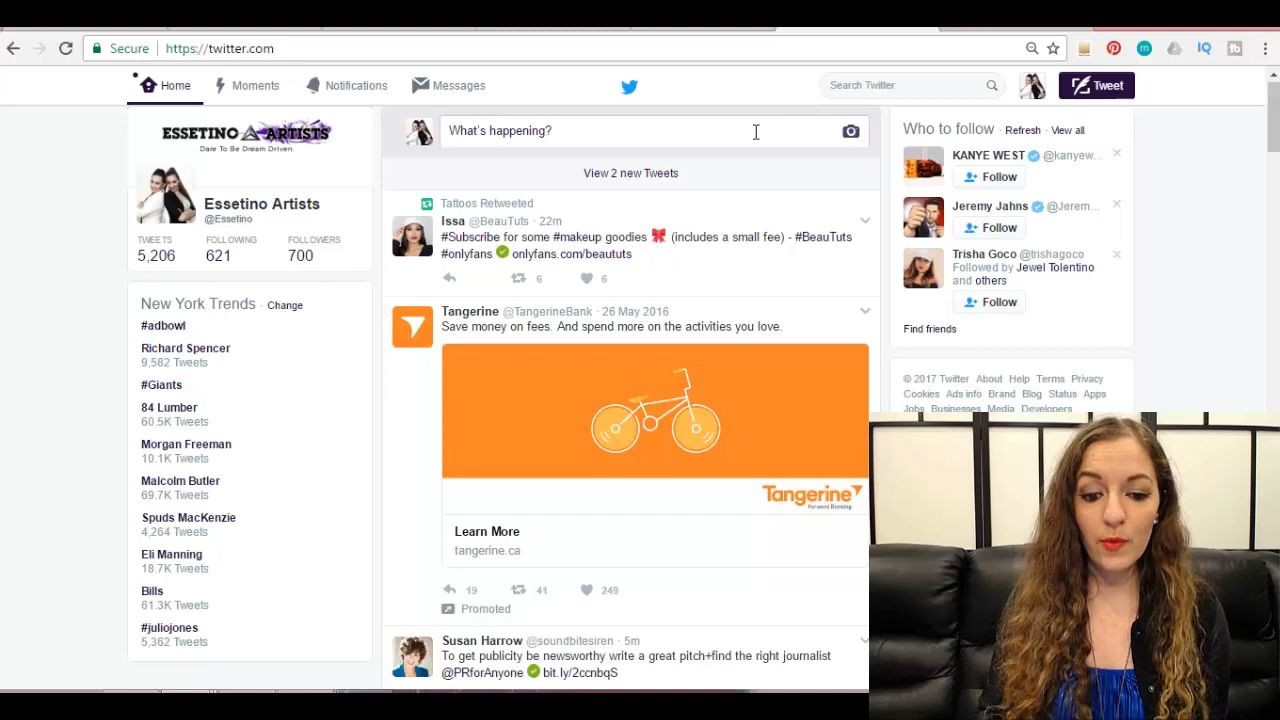 Secure https://twitter.com
Home Moments Notifications Messages Search Twitter Tweet
ESSETINO ARTISTS
Dare To Be Dream Driven.
Essetino Artists
@Essetino
TWEETS FOLLOWING FOLLOWERS
5,206 621 700
New York Trends · Change
#adbowl
Richard Spencer
9,582 Tweets
#Giants
84 Lumber
60.5K Tweets
Morgan Freeman
10.1K Tweets
Malcolm Butler
69.7K Tweets
Spuds MacKenzie
4,264 Tweets
Eli Manning
18.7K Tweets
Bills
61.3K Tweets
#juliojones
5,362 Tweets
What's happening?
View 2 new Tweets
Tattoos Retweeted
Issa @BeauTuts · 22m
#Subscribe for some #makeup goodies (includes a small fee) - #BeauTuts
#onlyfans onlyfans.com/beaututs
6 6
Tangerine @TangerineBank · 26 May 2016
Save money on fees. And spend more on the activities you love.
Tangerine
Forward Banking
Learn More
tangerine.ca
19 41 249
Promoted
Susan Harrow @soundbitesiren · 5m
To get publicity be newsworthy write a great pitch+find the right journalist
@PRforAnyone bit.ly/2ccnbqS
Who to follow · Refresh · View all
KANYE WEST @kanyew...
Follow
Jeremy Jahns @Jerem...
Follow
Trisha Goco @trishagoco
Followed by Jewel Tolentino
and others
Follow
Find friends
© 2017 Twitter About Help Terms Privacy
Cookies Ads info Brand Blog Status Apps
Jobs Businesses Media Developers